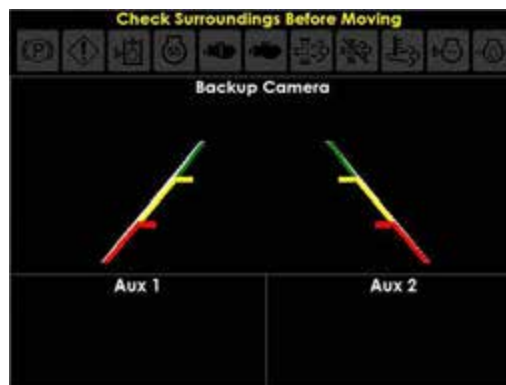 Check Surroundings Before Moving
(P)
Backup Camera
Aux 1
Aux 2